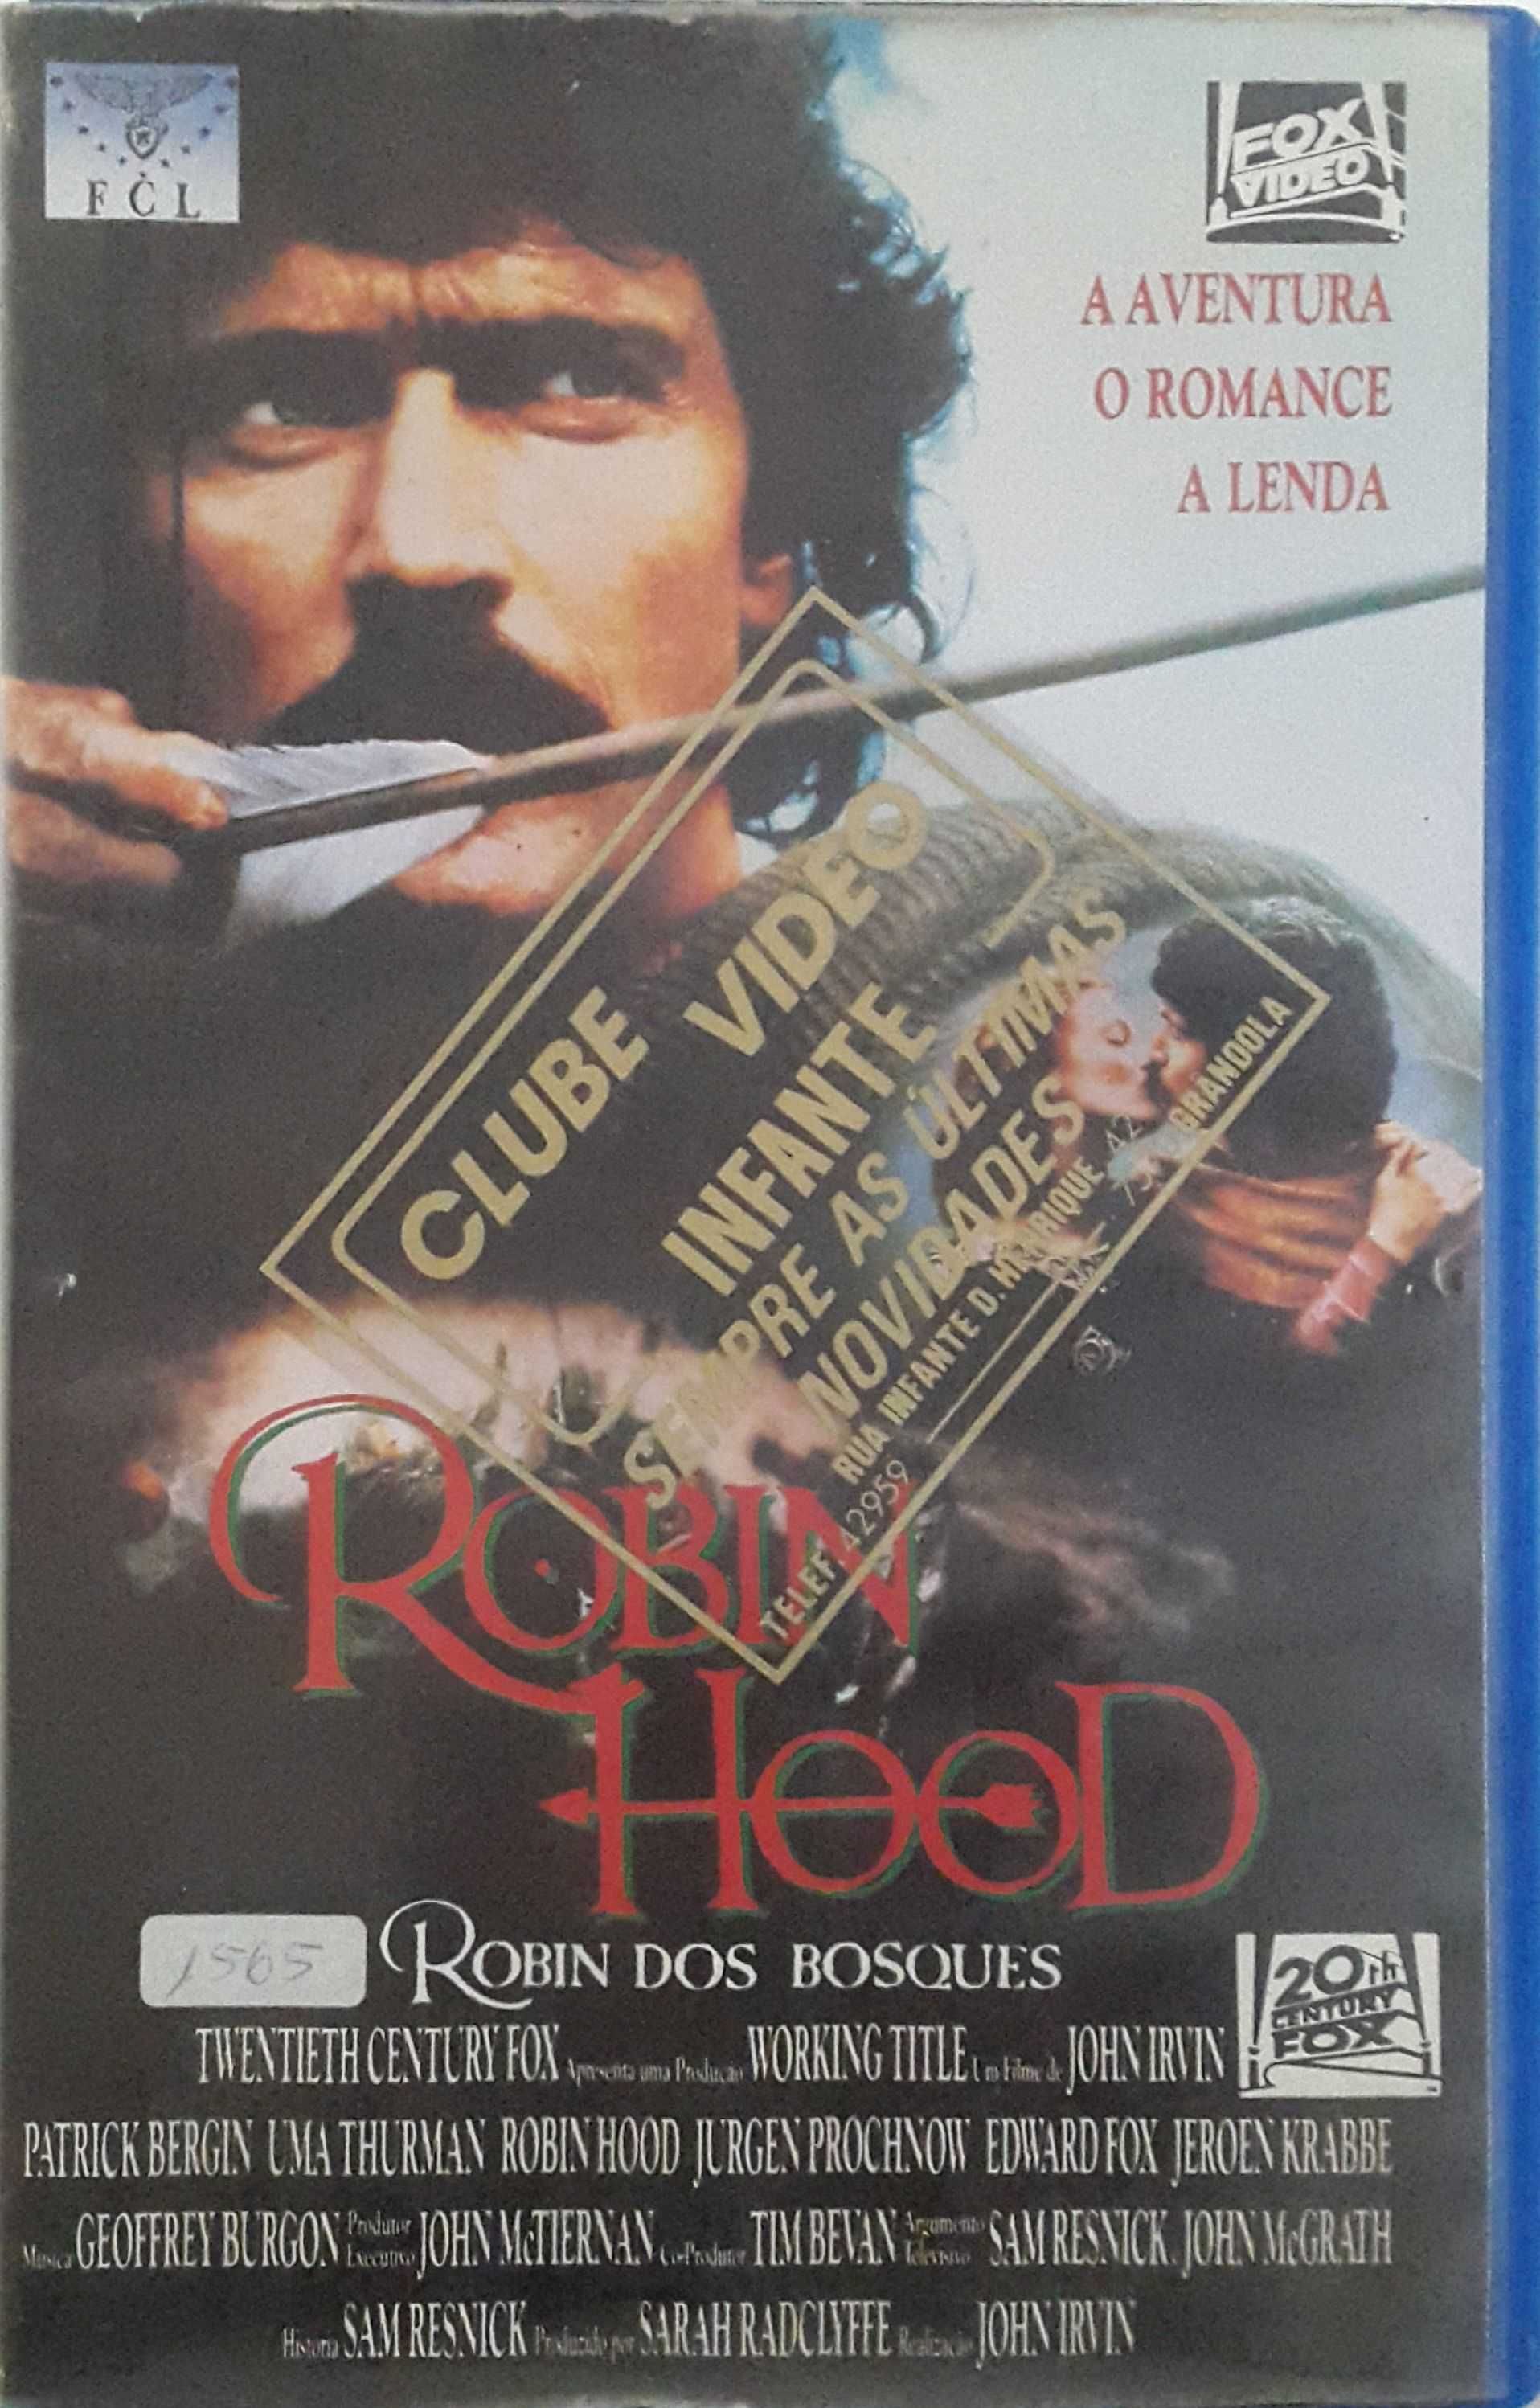 FĊL
FOX
VIDEO
A AVENTURA
O ROMANCE
A LENDA
CLUBE VIDEO
INFANTE
SEMPRE AS ÚLTIMAS
NOVIDADES
RUA INFANTE D. HENRIQUE, 42
TELEF. 42959 GRANDOLA
ROBIN
HOOD
1565
ROBIN DOS BOSQUES
20TH
CENTURY
FOX
TWENTIETH CENTURY FOX Apresenta uma Produção WORKING TITLE Um Filme de JOHN IRVIN
PATRICK BERGIN UMA THURMAN ROBIN HOOD JURGEN PROCHNOW EDWARD FOX JEROEN KRABBE
Musica GEOFFREY BURGON Produtor Executivo JOHN McTIERNAN Co-Produtor TIM BEVAN Argumento Televisivo SAM RESNICK, JOHN McGRATH
Historia SAM RESNICK Produzido por SARAH RADCLYFFE Realização JOHN IRVIN